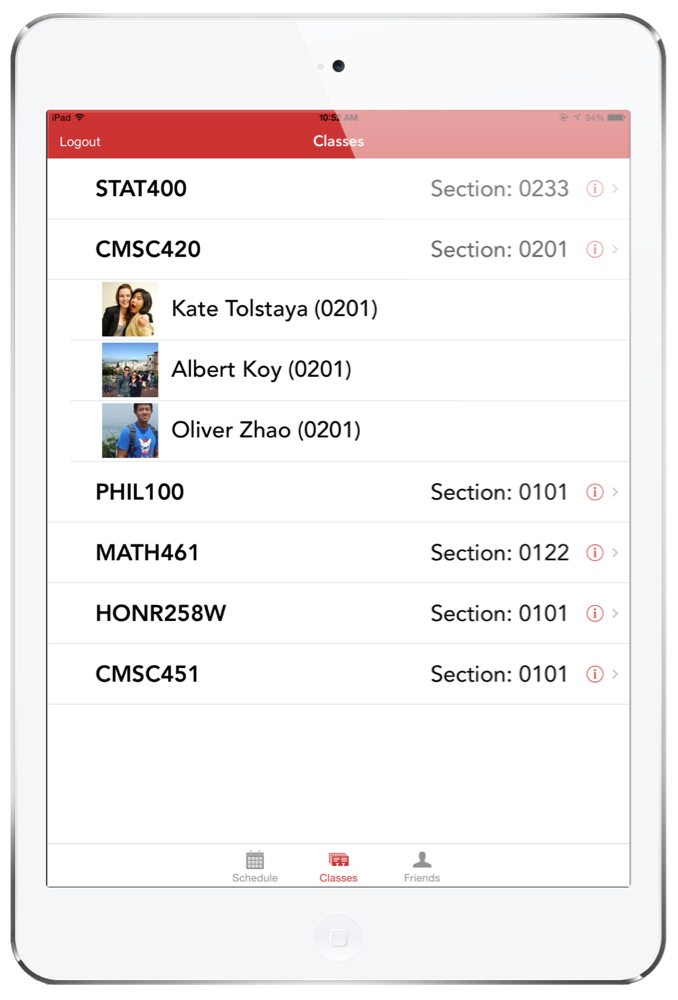 iPad 10:52 AM 94%
Logout Classes
STAT400 Section: 0233
CMSC420 Section: 0201
Kate Tolstaya (0201)
Albert Koy (0201)
Oliver Zhao (0201)
PHIL100 Section: 0101
MATH461 Section: 0122
HONR258W Section: 0101
CMSC451 Section: 0101
Schedule Classes Friends